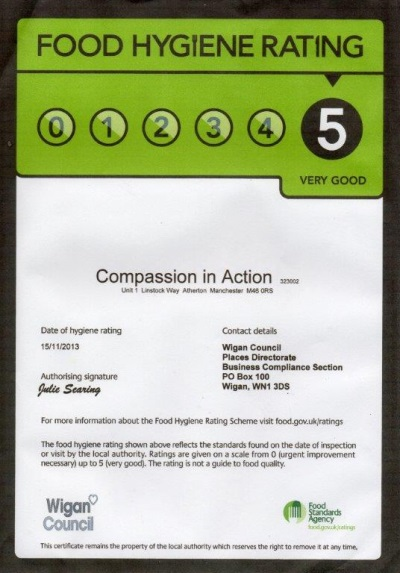 FOOD HYGIENE RATING
0 1 2 3 4 5
VERY GOOD
Compassion in Action 323002
Unit 1 Linstock Way Atherton Manchester M46 0RS
Date of hygiene rating
15/11/2013
Authorising signature
Julie Searing
Contact details
Wigan Council
Places Directorate
Business Compliance Section
PO Box 100
Wigan, WN1 3DS
For more information about the Food Hygiene Rating Scheme visit food.gov.uk/ratings
The food hygiene rating shown above reflects the standards found on the date of inspection
or visit by the local authority. Ratings are given on a scale from 0 (urgent improvement
necessary) up to 5 (very good). The rating is not a guide to food quality.
Wigan
Council
Food
Standards
Agency
food.gov.uk/ratings
This certificate remains the property of the local authority which reserves the right to remove it at any time.